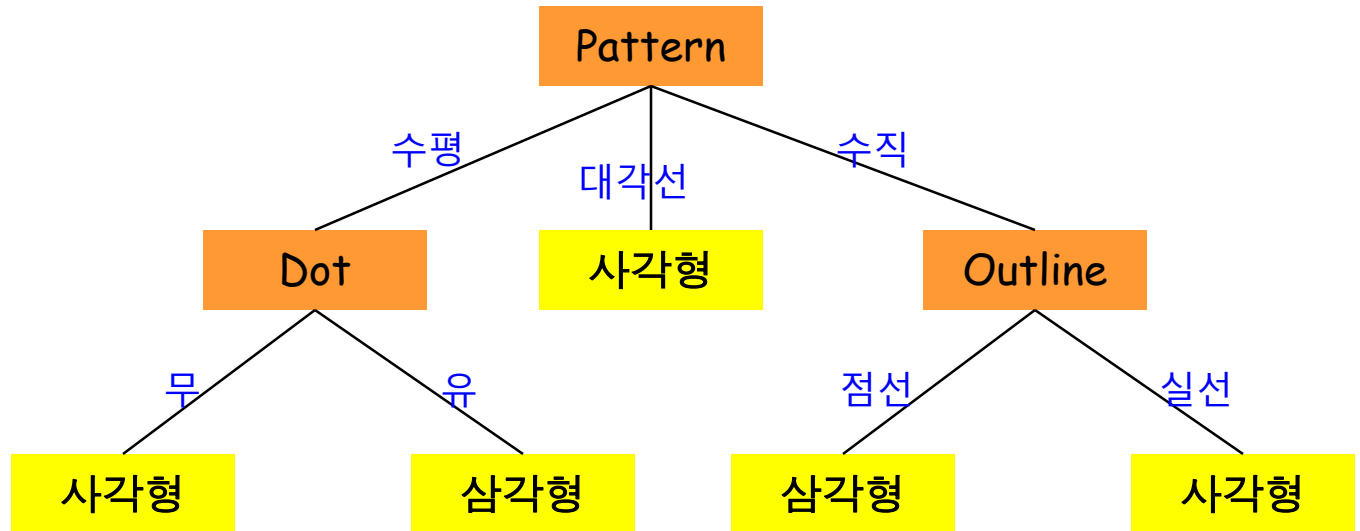 Pattern
수평
대각선
수직
Dot
사각형
Outline
무
유
점선
실선
사각형
삼각형
삼각형
사각형